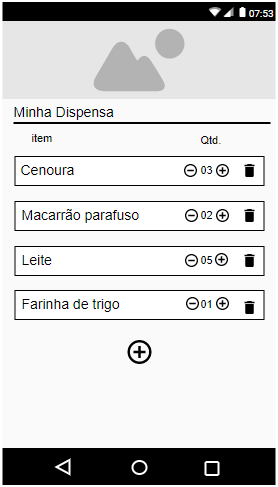 07:53
Minha Dispensa
item Qtd.
Cenoura 03
Macarrão parafuso 02
Leite 05
Farinha de trigo 01